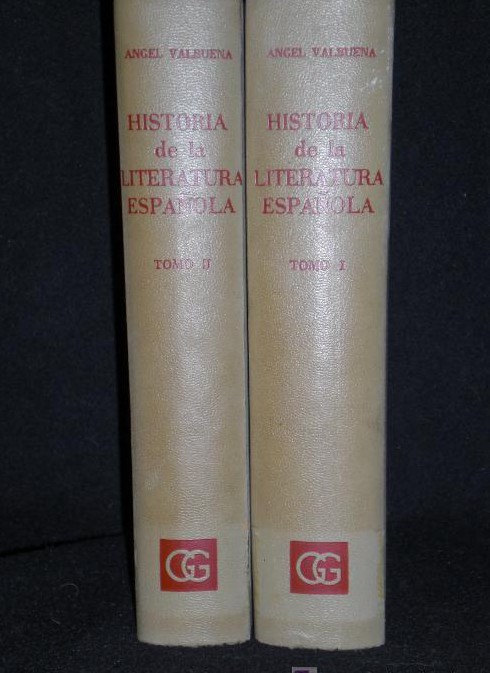 ANGEL VALBUENA
HISTORIA
de la
LITERATURA
ESPAÑOLA
TOMO II
GG
ANGEL VALBUENA
HISTORIA
de la
LITERATURA
ESPAÑOLA
TOMO I
GG